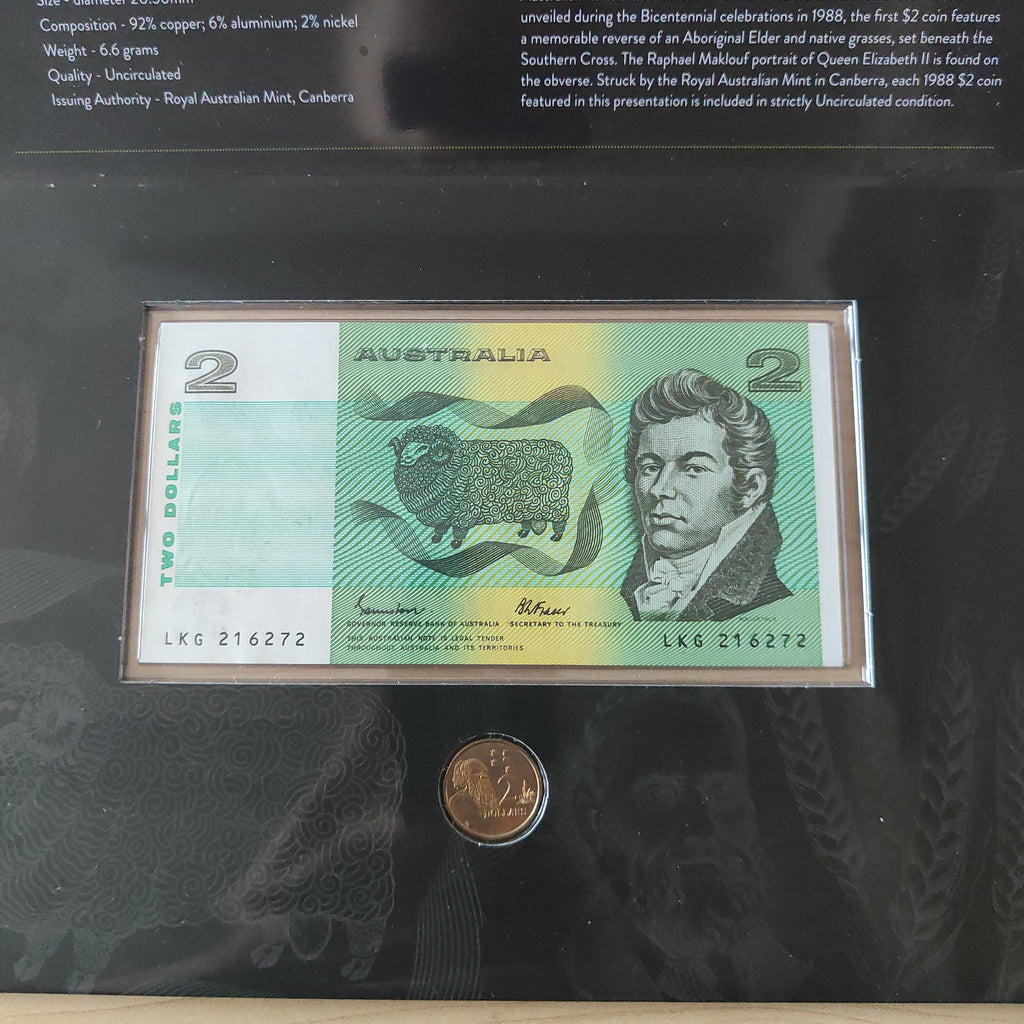 Size - diameter 20.50mm
Composition - 92% copper; 6% aluminium; 2% nickel
Weight - 6.6 grams
Quality - Uncirculated
Issuing Authority - Royal Australian Mint, Canberra
unveiled during the Bicentennial celebrations in 1988, the first $2 coin features
a memorable reverse of an Aboriginal Elder and native grasses, set beneath the
Southern Cross. The Raphael Maklouf portrait of Queen Elizabeth II is found on
the obverse. Struck by the Royal Australian Mint in Canberra, each 1988 $2 coin
featured in this presentation is included in strictly Uncirculated condition.
2
AUSTRALIA
2
TWO DOLLARS
GOVERNOR RESERVE BANK OF AUSTRALIA. SECRETARY TO THE TREASURY
THIS AUSTRALIAN NOTE IS LEGAL TENDER
THROUGHOUT AUSTRALIA AND ITS TERRITORIES
MACARTHUR
LKG 216272
LKG 216272
2
DOLLARS